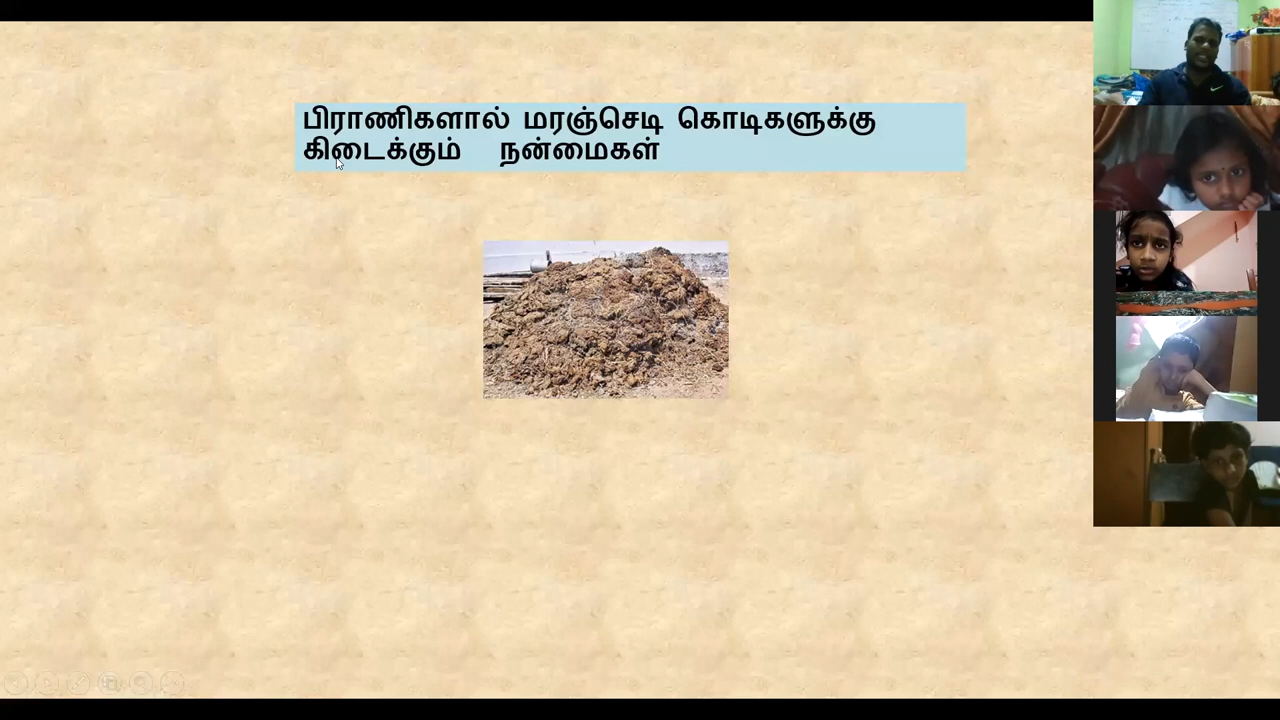 பிராணிகளால் மரஞ்செடி கொடிகளுக்கு
கிடைக்கும் நன்மைகள்